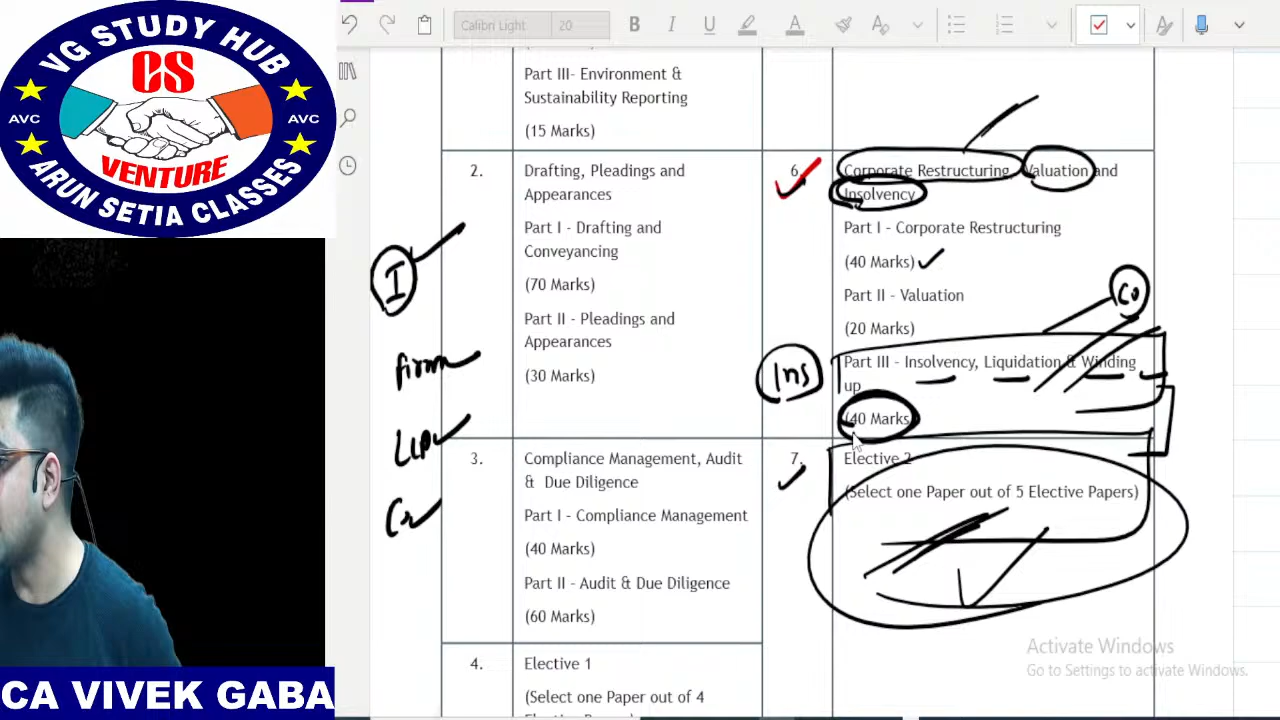 VG STUDY HUB
CS
AVC
AVC
VENTURE
ARUN SETIA CLASSES
Calibri Light
20
B I U
Part III- Environment &
Sustainability Reporting
(15 Marks)
2.
Drafting, Pleadings and
Appearances
Part I - Drafting and
Conveyancing
(70 Marks)
Part II - Pleadings and
Appearances
(30 Marks)
6.
Corporate Restructuring, Valuation and
Insolvency
Part I - Corporate Restructuring
(40 Marks)
Part II - Valuation
(20 Marks)
Part III - Insolvency, Liquidation & Winding
up
(40 Marks)
I
firm
Ins
Co
3.
Compliance Management, Audit
& Due Diligence
Part I - Compliance Management
(40 Marks)
Part II - Audit & Due Diligence
(60 Marks)
7.
Elective 2
(Select one Paper out of 5 Elective Papers)
4.
Elective 1
(Select one Paper out of 4
Activate Windows
Go to Settings to activate Windows.
CA VIVEK GABA